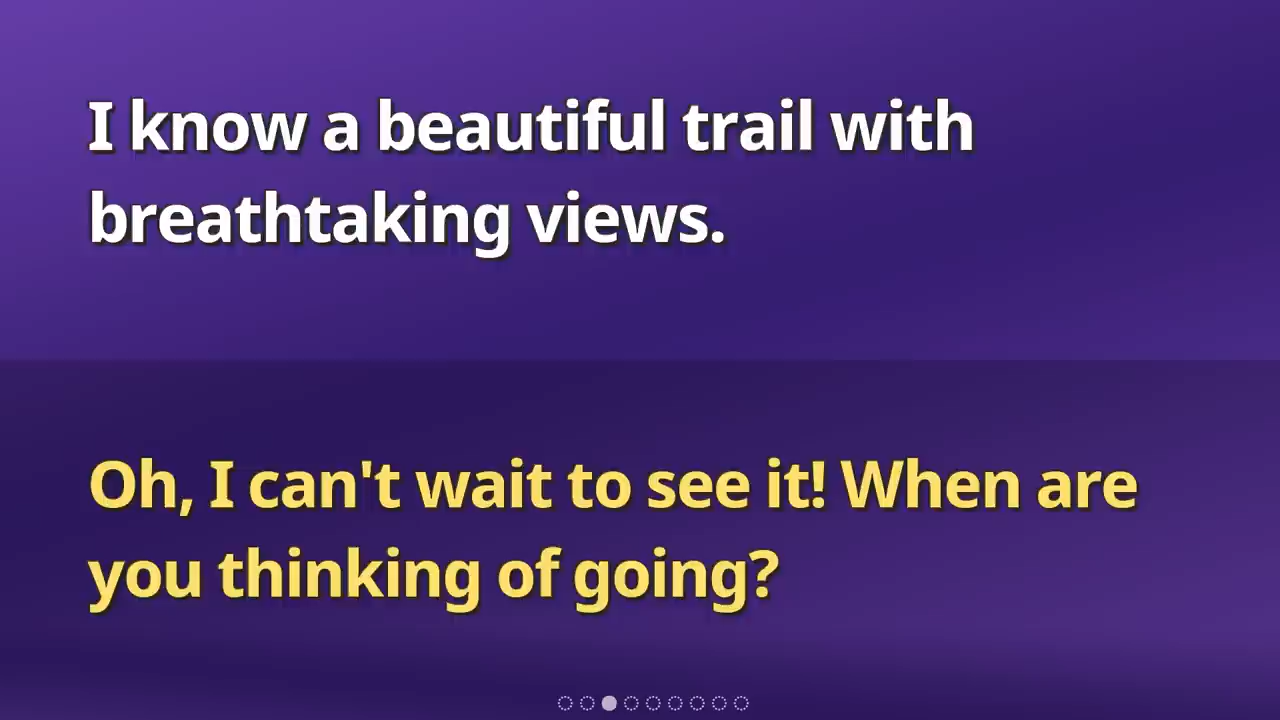 I know a beautiful trail with
breathtaking views.
Oh, I can't wait to see it! When are
you thinking of going?